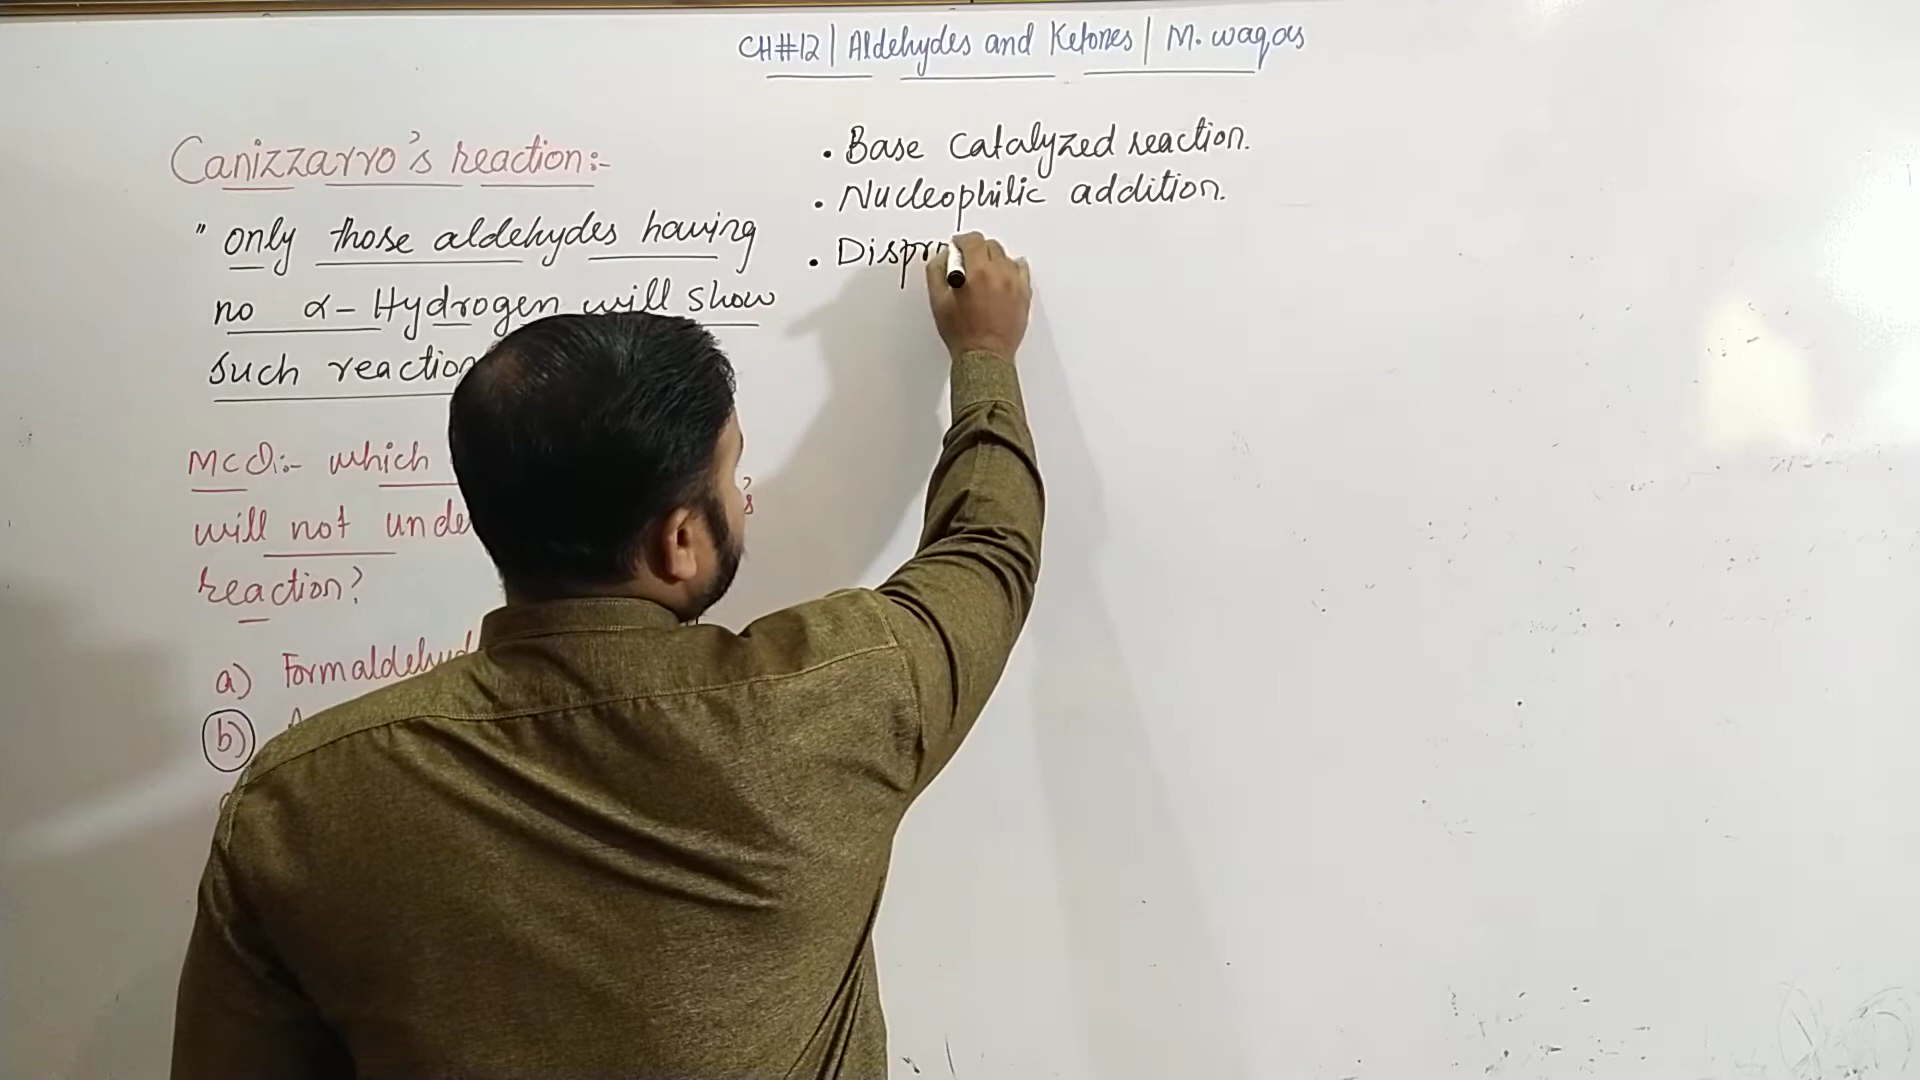 CH#12 | Aldehydes and Ketones | M. waqas
Canizzarro's reaction:-
" only those aldehydes having
no α- Hydrogen will show
such reaction
MCQ:- which
will not unde 's
reaction?
a) Formaldehyd
b) A
• Base Catalyzed reaction.
• Nucleophilic addition.
• Dispr